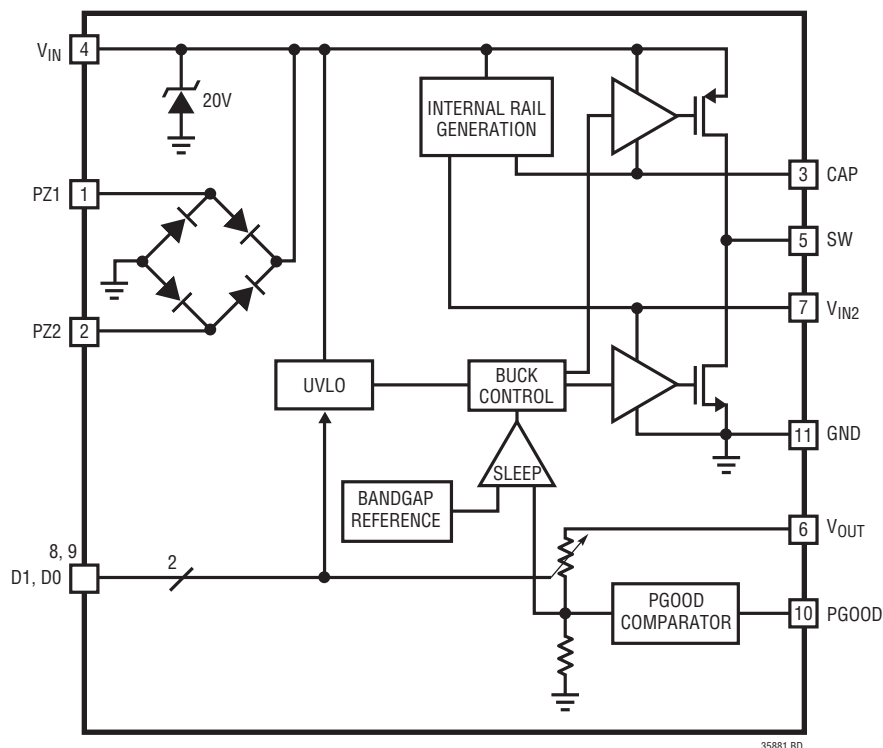 VIN
4
20V
INTERNAL RAIL
GENERATION
3
CAP
PZ1
1
5
SW
7
VIN2
PZ2
2
UVLO
BUCK
CONTROL
11
GND
SLEEP
BANDGAP
REFERENCE
6
VOUT
8, 9
D1, D0
2
PGOOD
COMPARATOR
10
PGOOD
35881 BD